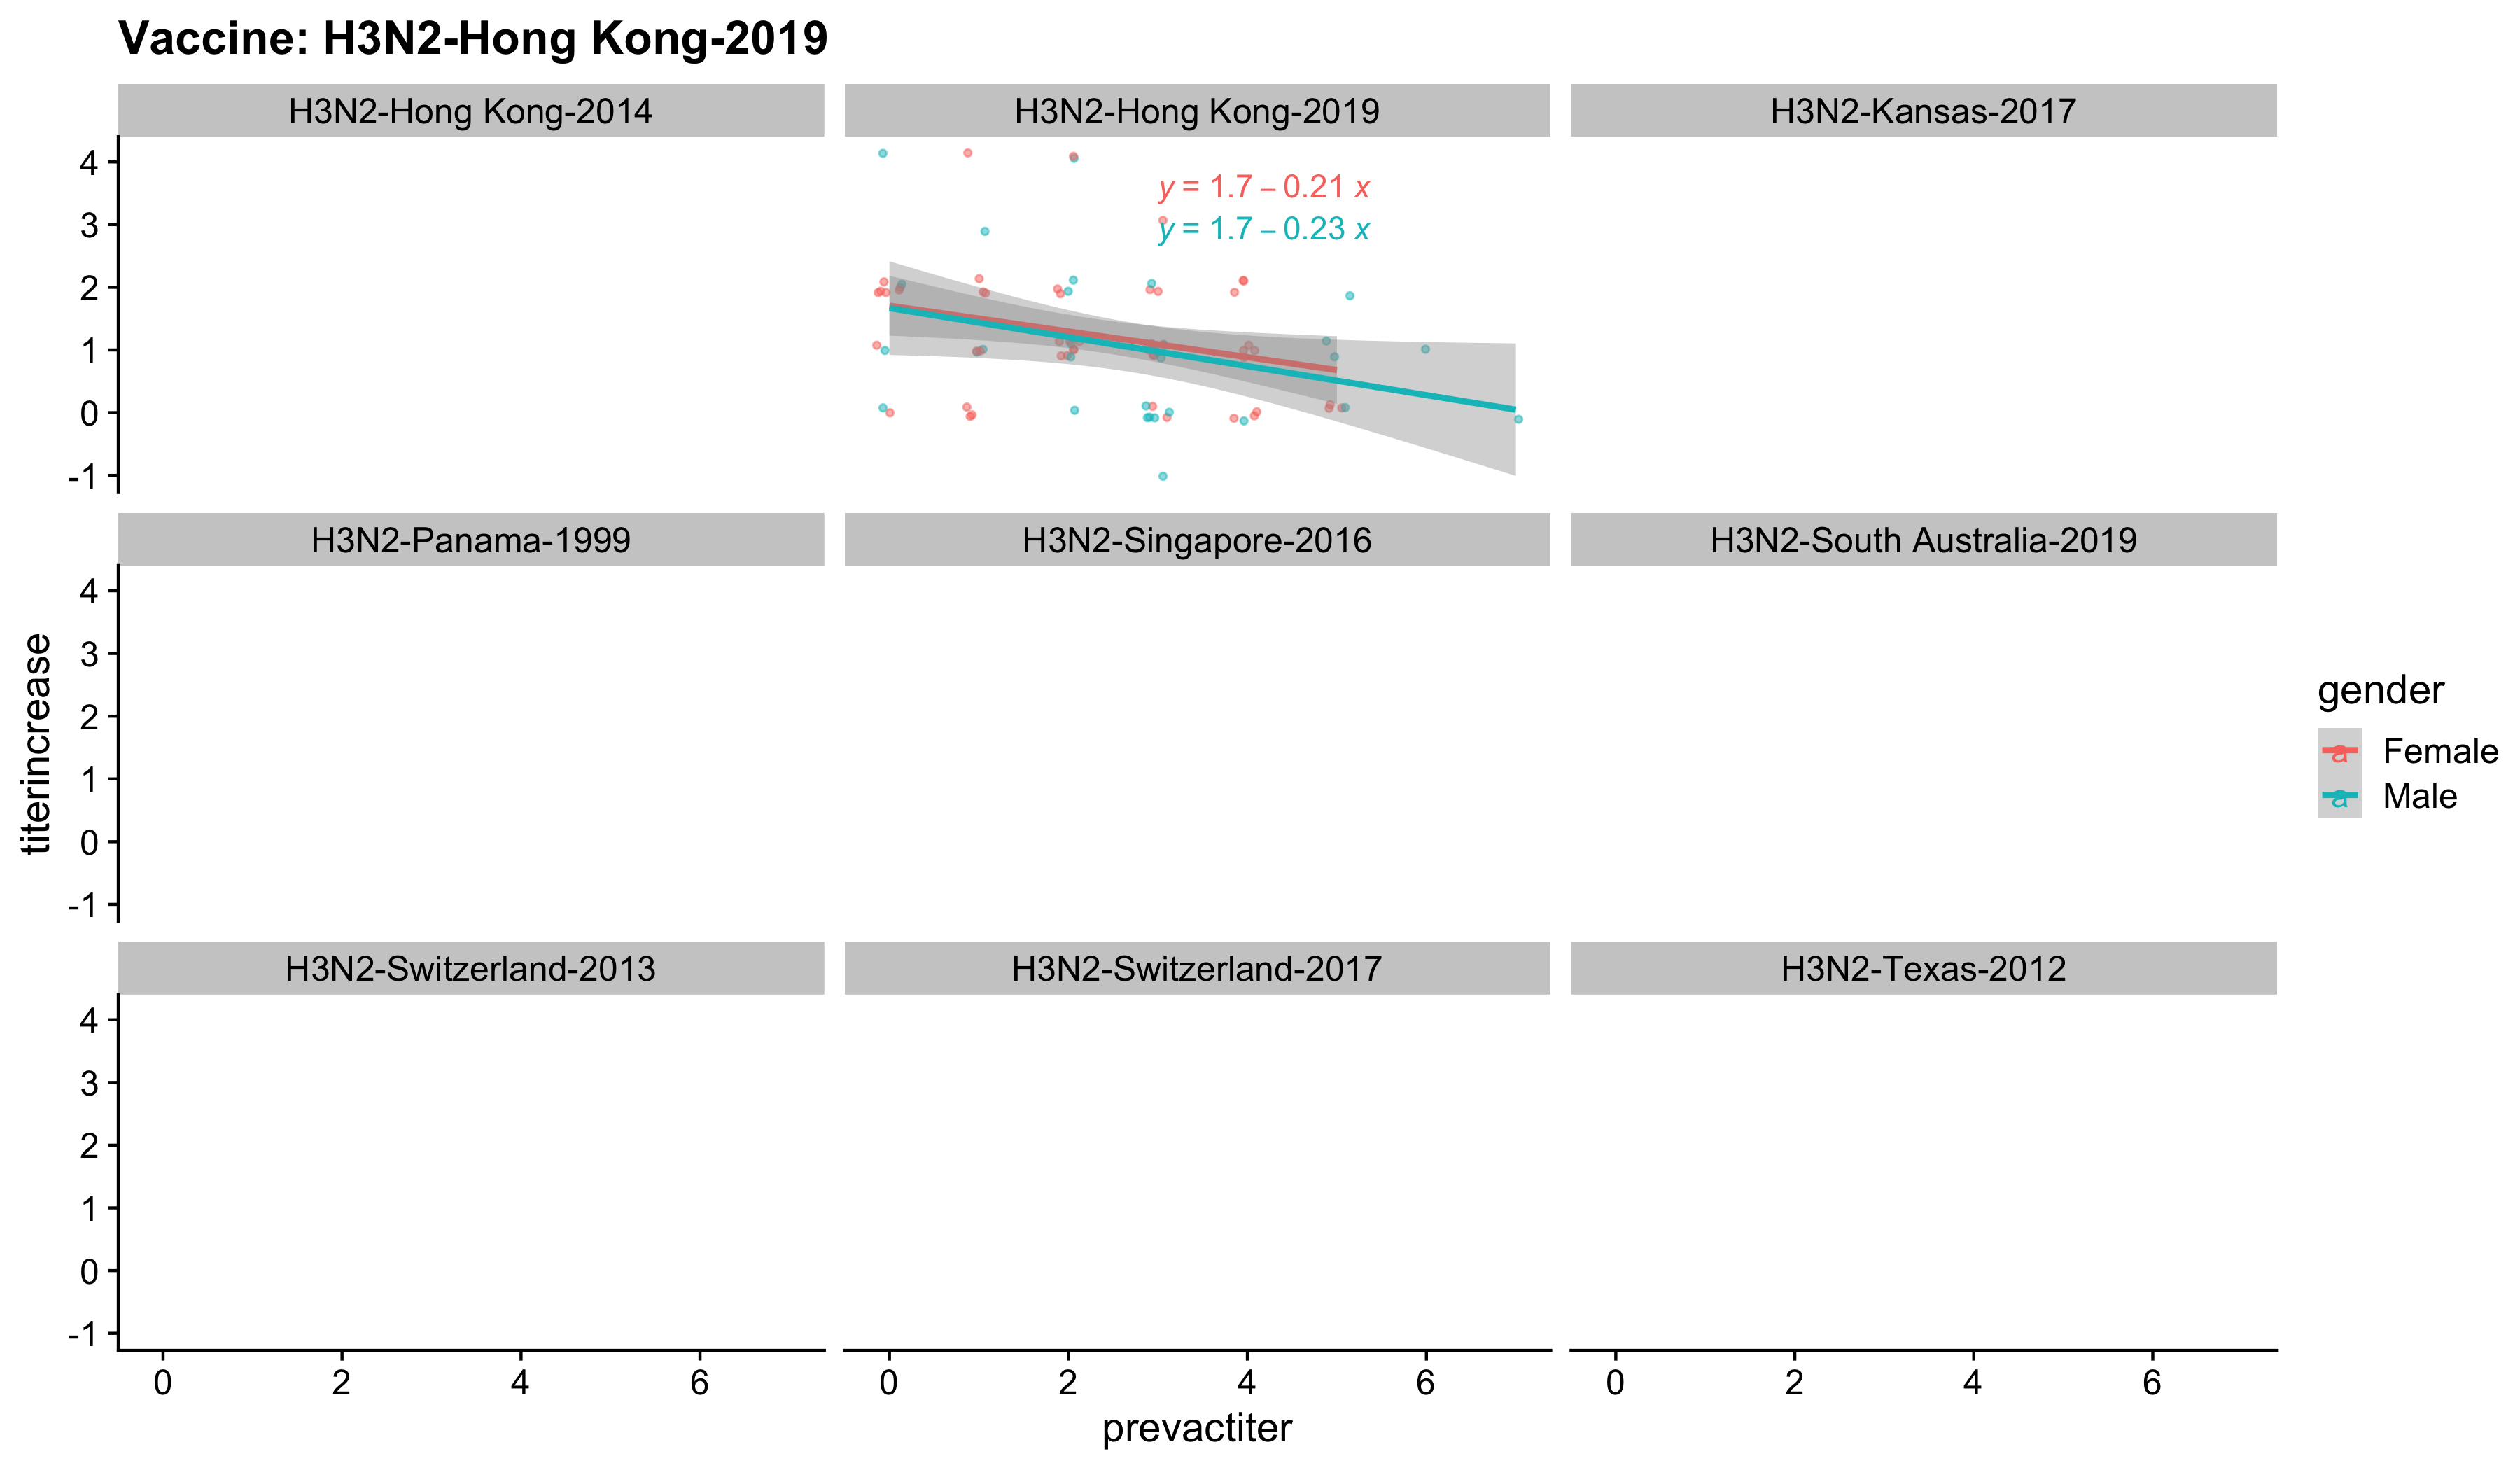 Vaccine: H3N2-Hong Kong-2019
H3N2-Hong Kong-2014
H3N2-Hong Kong-2019
H3N2-Kansas-2017
4
3
2
1
0
-1
y = 1.7 – 0.21 x
y = 1.7 – 0.23 x
H3N2-Panama-1999
H3N2-Singapore-2016
H3N2-South Australia-2019
4
3
2
1
0
-1
titerincrease
gender
a Female
a Male
H3N2-Switzerland-2013
H3N2-Switzerland-2017
H3N2-Texas-2012
4
3
2
1
0
-1
0 2 4 6
0 2 4 6
0 2 4 6
prevactiter